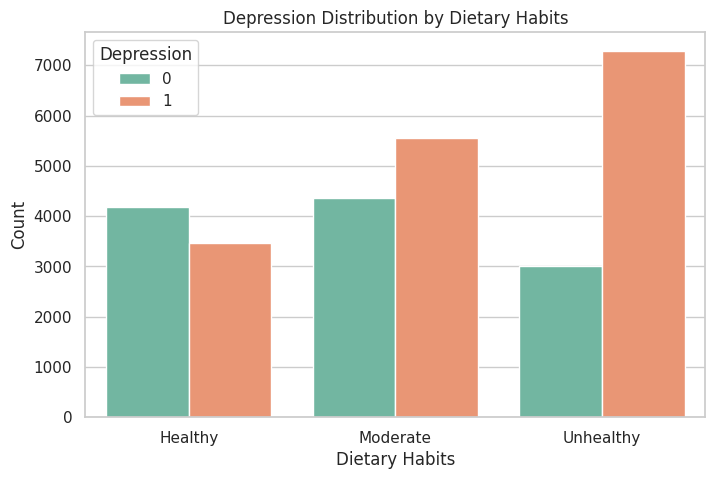 Depression Distribution by Dietary Habits
Depression
0
1
7000
6000
5000
4000
3000
2000
1000
0
Count
Healthy Moderate Unhealthy
Dietary Habits